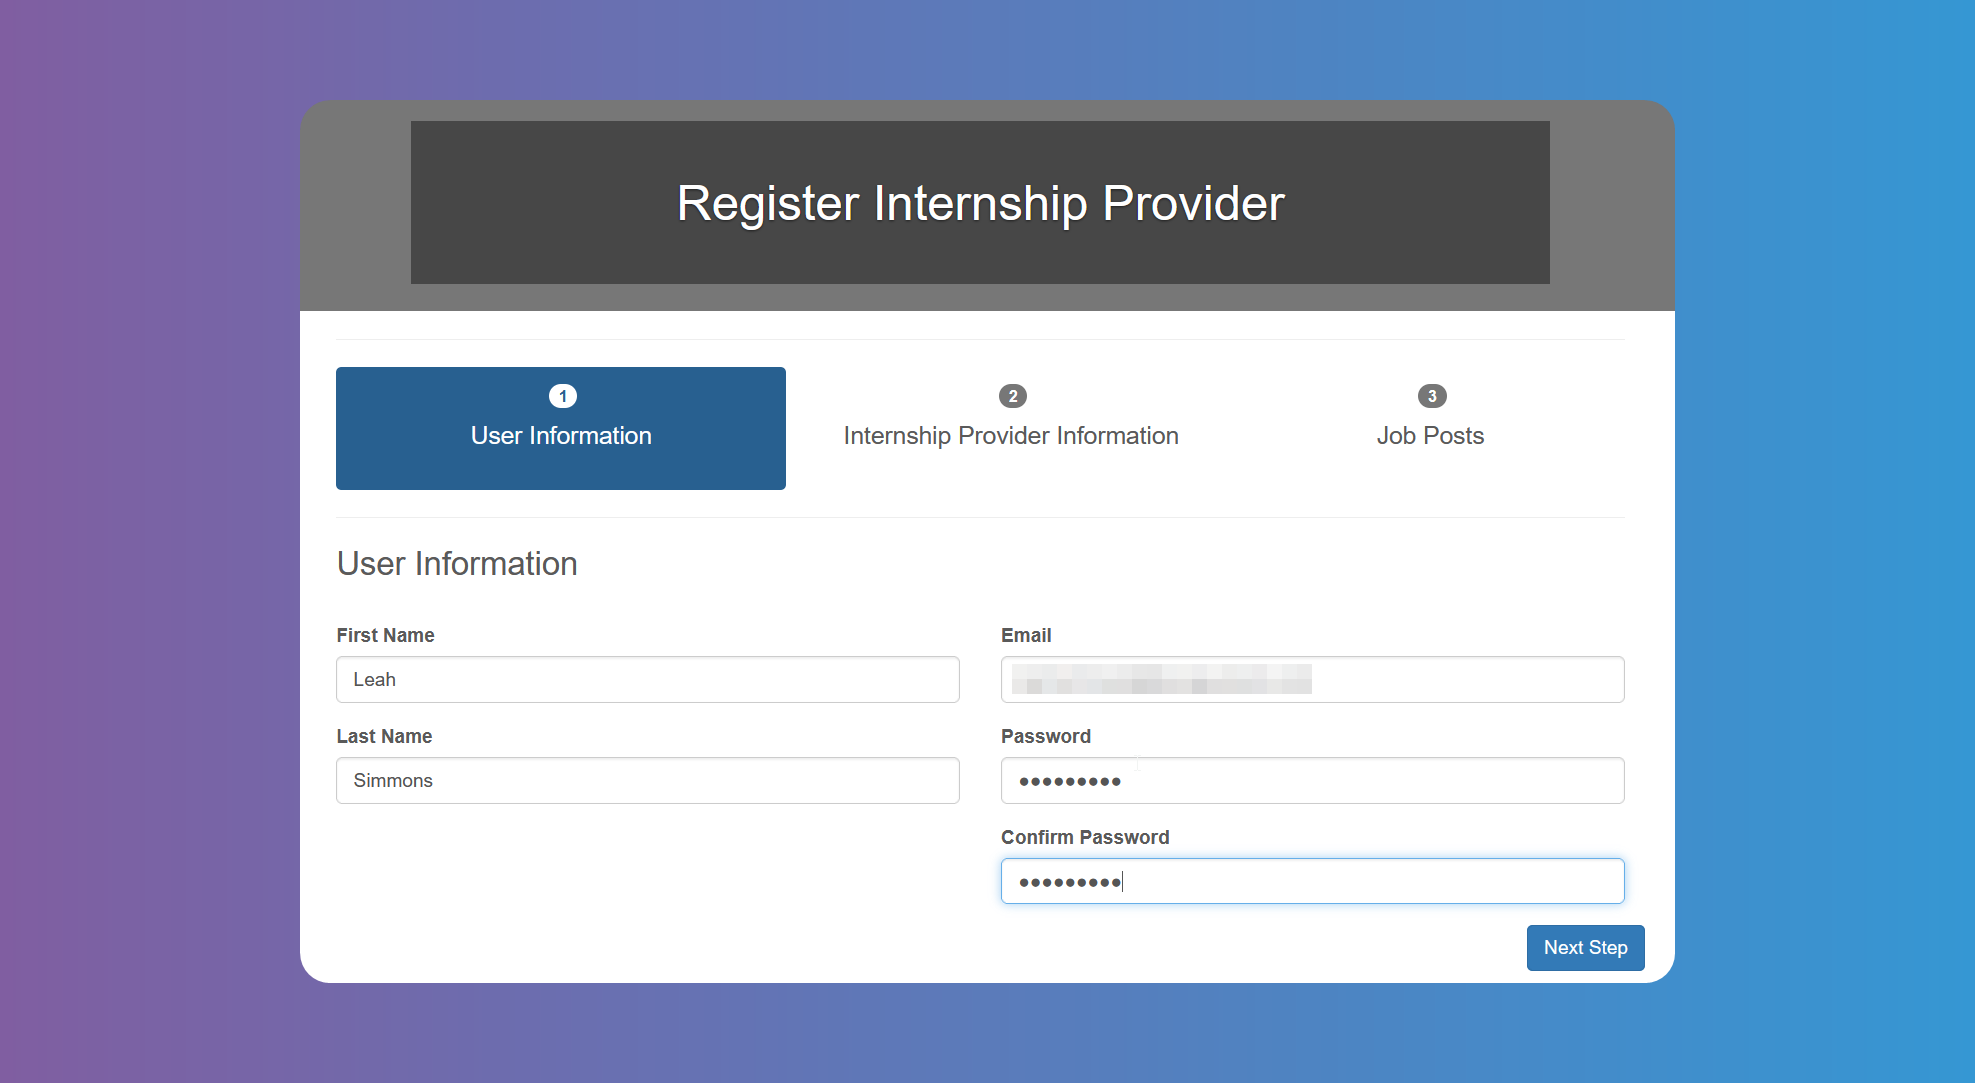 Register Internship Provider
1
User Information
2
Internship Provider Information
3
Job Posts
User Information
First Name
Leah
Last Name
Simmons
Email
Password
•••••••••
Confirm Password
•••••••••
Next Step